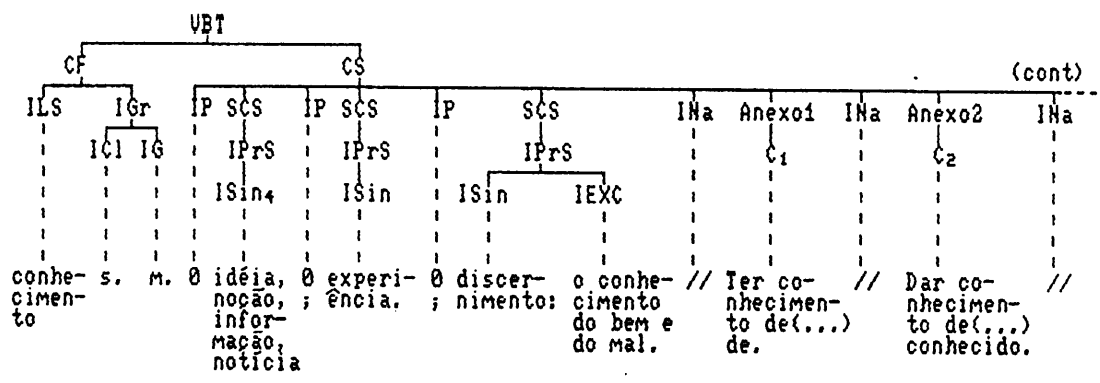 VBT
CF CS (cont)
ILS IGr IP SCS IP SCS IP SCS INa Anexo1 INa Anexo2 INa
ICl IG IPrS IPrS IPrS C1 C2
ISin4 ISin ISin IEXC
conhe- s. m. 0 idéia, 0 experi- 0 discer- o conhe- // Ter co- // Dar co- //
cimen- noção, ; ência. ; nimento: cimento nhecimen- nhecimen-
to infor- do bem e to de(...) to de(...)
mação, do mal. de. conhecido.
notícia